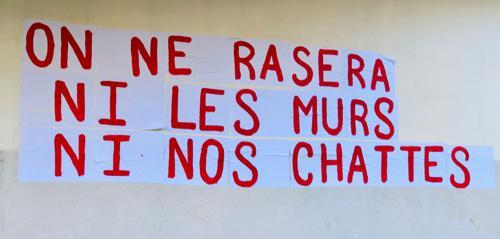 ON NE RASERA
NI LES MURS
NI NOS CHATTES